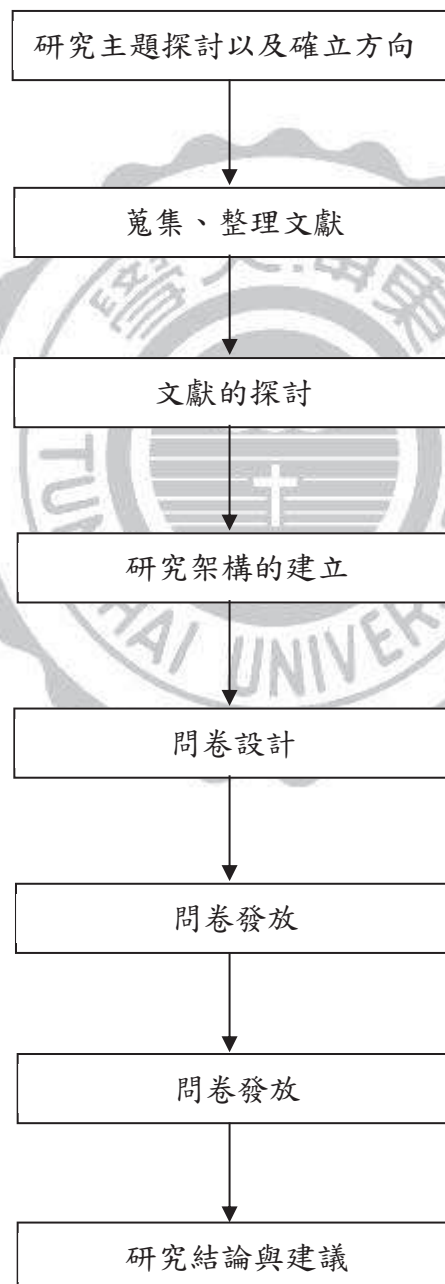 研究主題探討以及確立方向
蒐集、整理文獻
文獻的探討
研究架構的建立
問卷設計
問卷發放
問卷發放
研究結論與建議